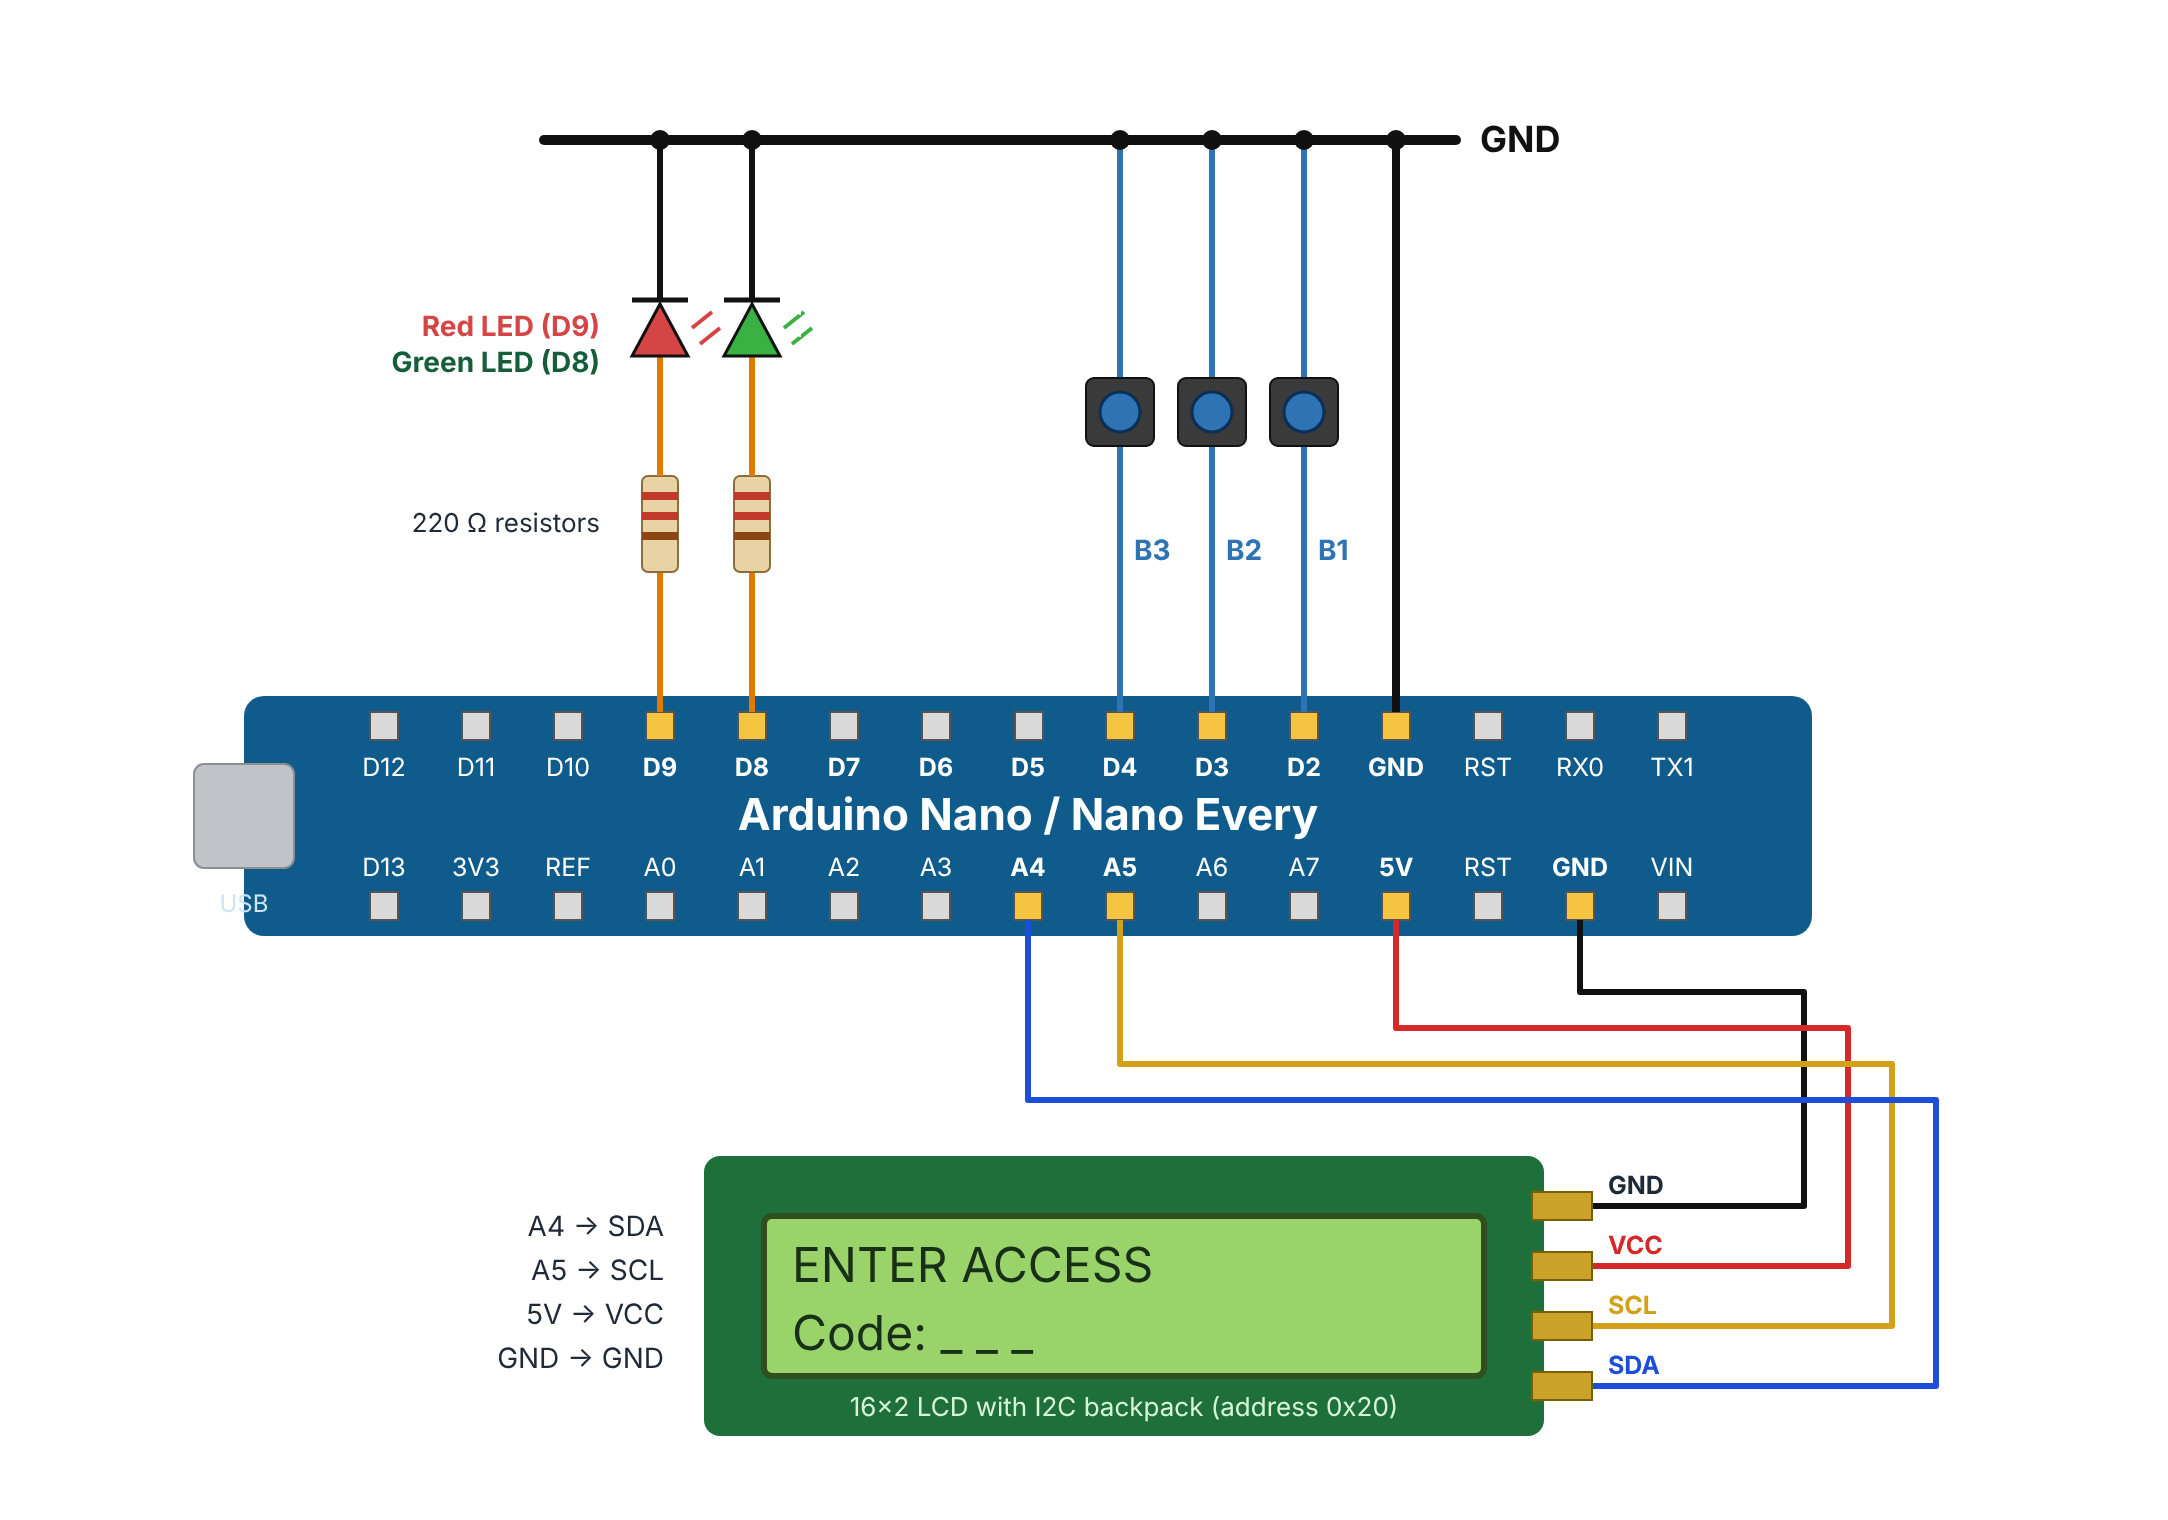 GND
Red LED (D9)
Green LED (D8)
220 Ω resistors
B3 B2 B1
D12 D11 D10 D9 D8 D7 D6 D5 D4 D3 D2 GND RST RX0 TX1
Arduino Nano / Nano Every
D13 3V3 REF A0 A1 A2 A3 A4 A5 A6 A7 5V RST GND VIN
USB
A4 → SDA
A5 → SCL
5V → VCC
GND → GND
ENTER ACCESS
Code: _ _ _
16×2 LCD with I2C backpack (address 0x20)
GND
VCC
SCL
SDA